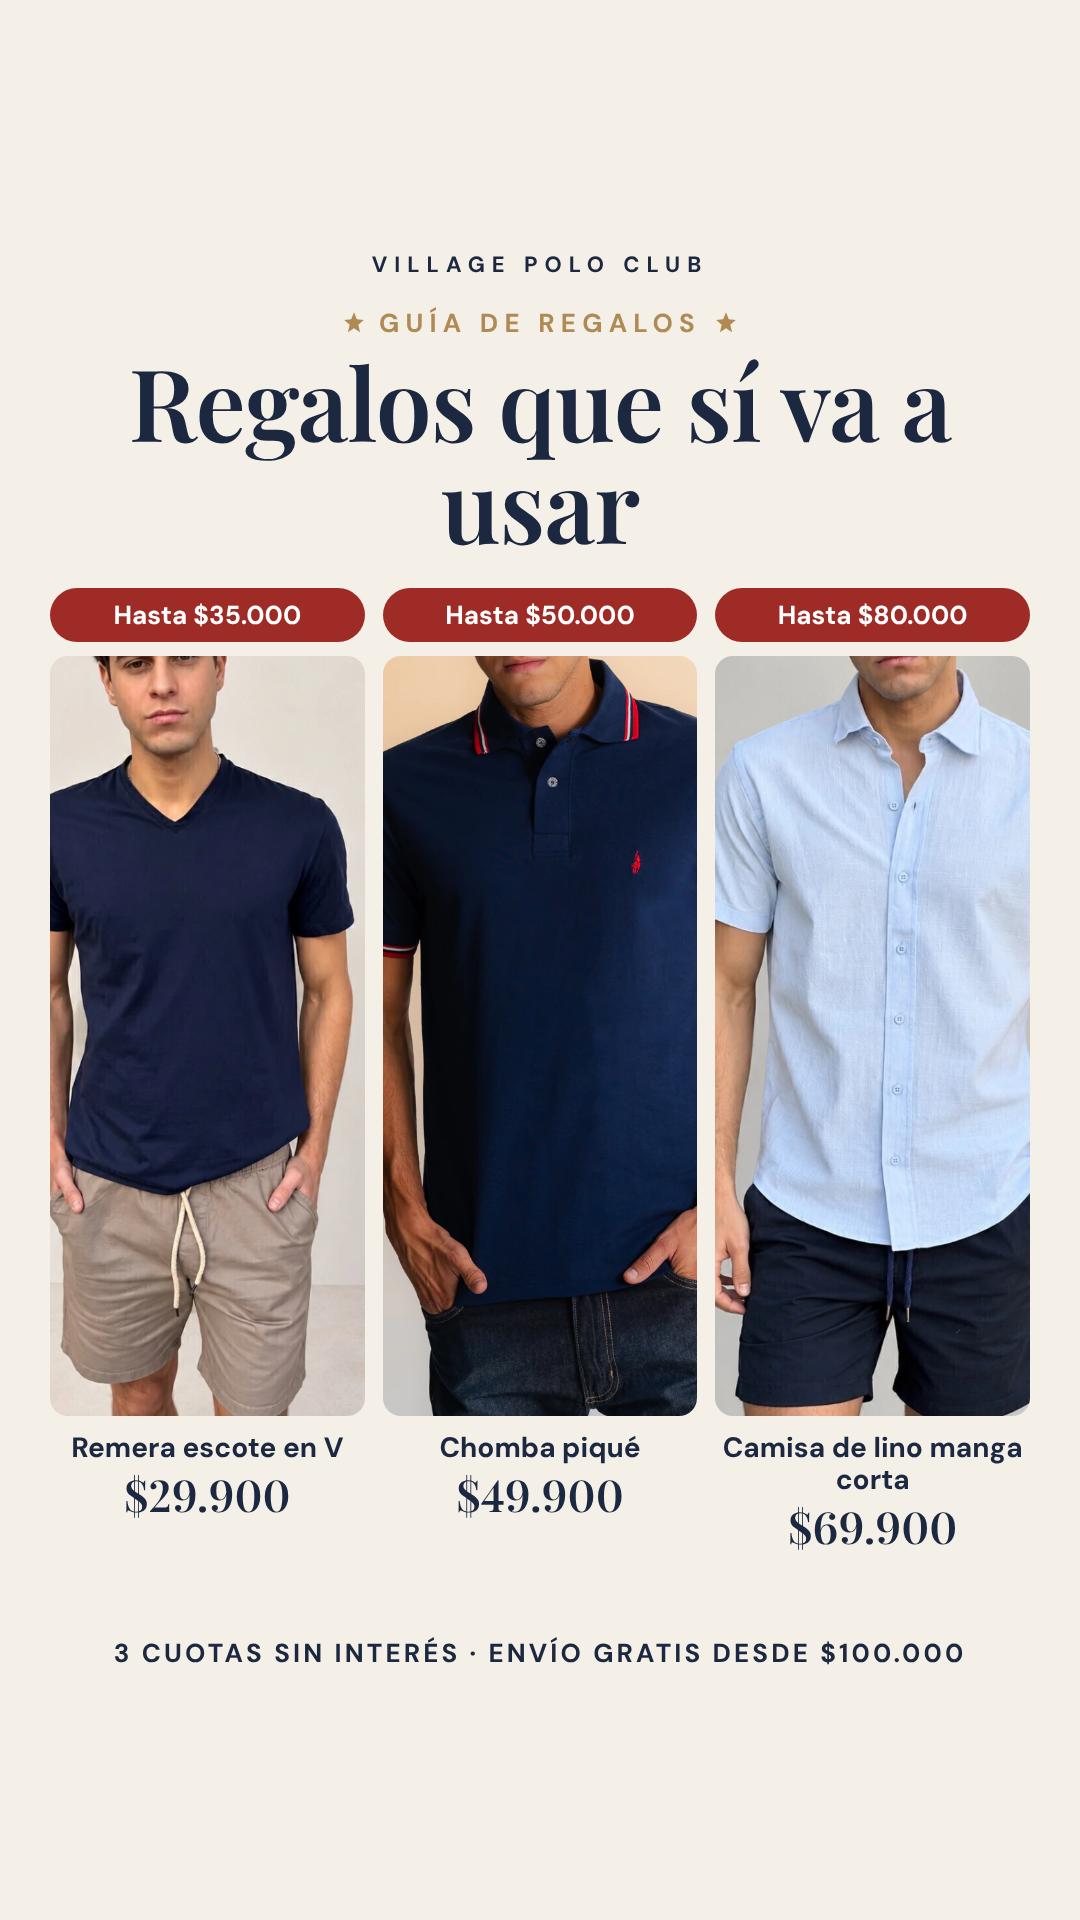 VILLAGE POLO CLUB
★ GUÍA DE REGALOS ★
Regalos que sí va a
usar
Hasta $35.000
Hasta $50.000
Hasta $80.000
Remera escote en V
$29.900
Chomba piqué
$49.900
Camisa de lino manga
corta
$69.900
3 CUOTAS SIN INTERÉS · ENVÍO GRATIS DESDE $100.000